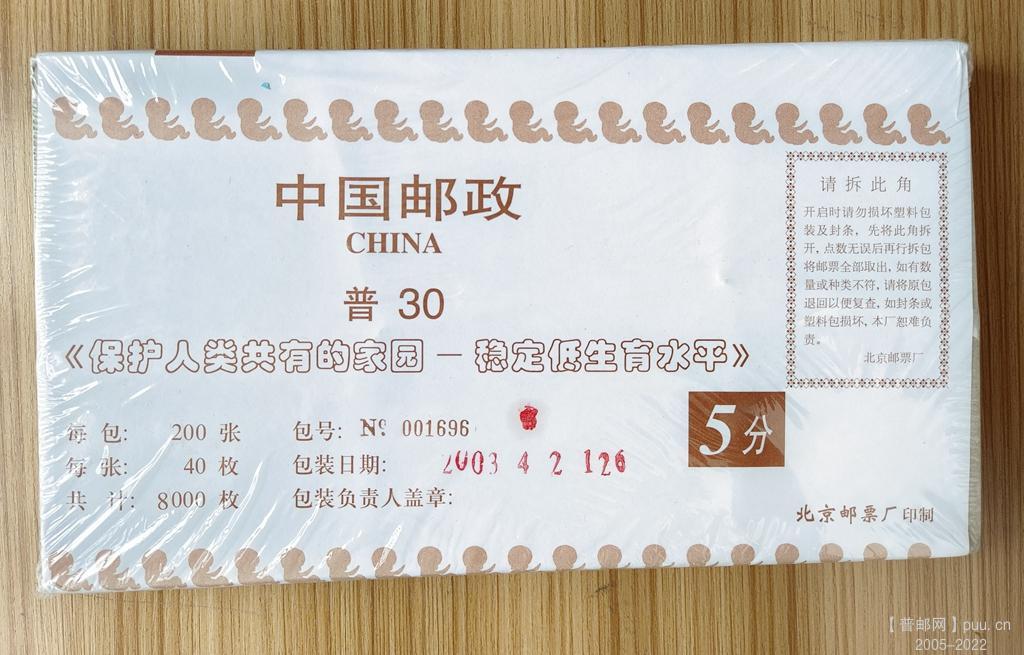 中国邮政
CHINA
普 30
《保护人类共有的家园 — 稳定低生育水平》
每 包: 200 张
每 张: 40 枚
共 计: 8000 枚
包号: Nº 001696
包装日期: 2003 4 2 126
包装负责人盖章:
5分
北京邮票厂印制
请拆此角
开启时请勿损坏塑料包
装及封条, 先将此角拆
开, 点数无误后再行拆包
将邮票全部取出, 如有数
量或种类不符, 请将原包
退回以便复查, 如封条或
塑料包损坏, 本厂恕难负
责。
北京邮票厂
【普邮网】puu.cn
2005-2022